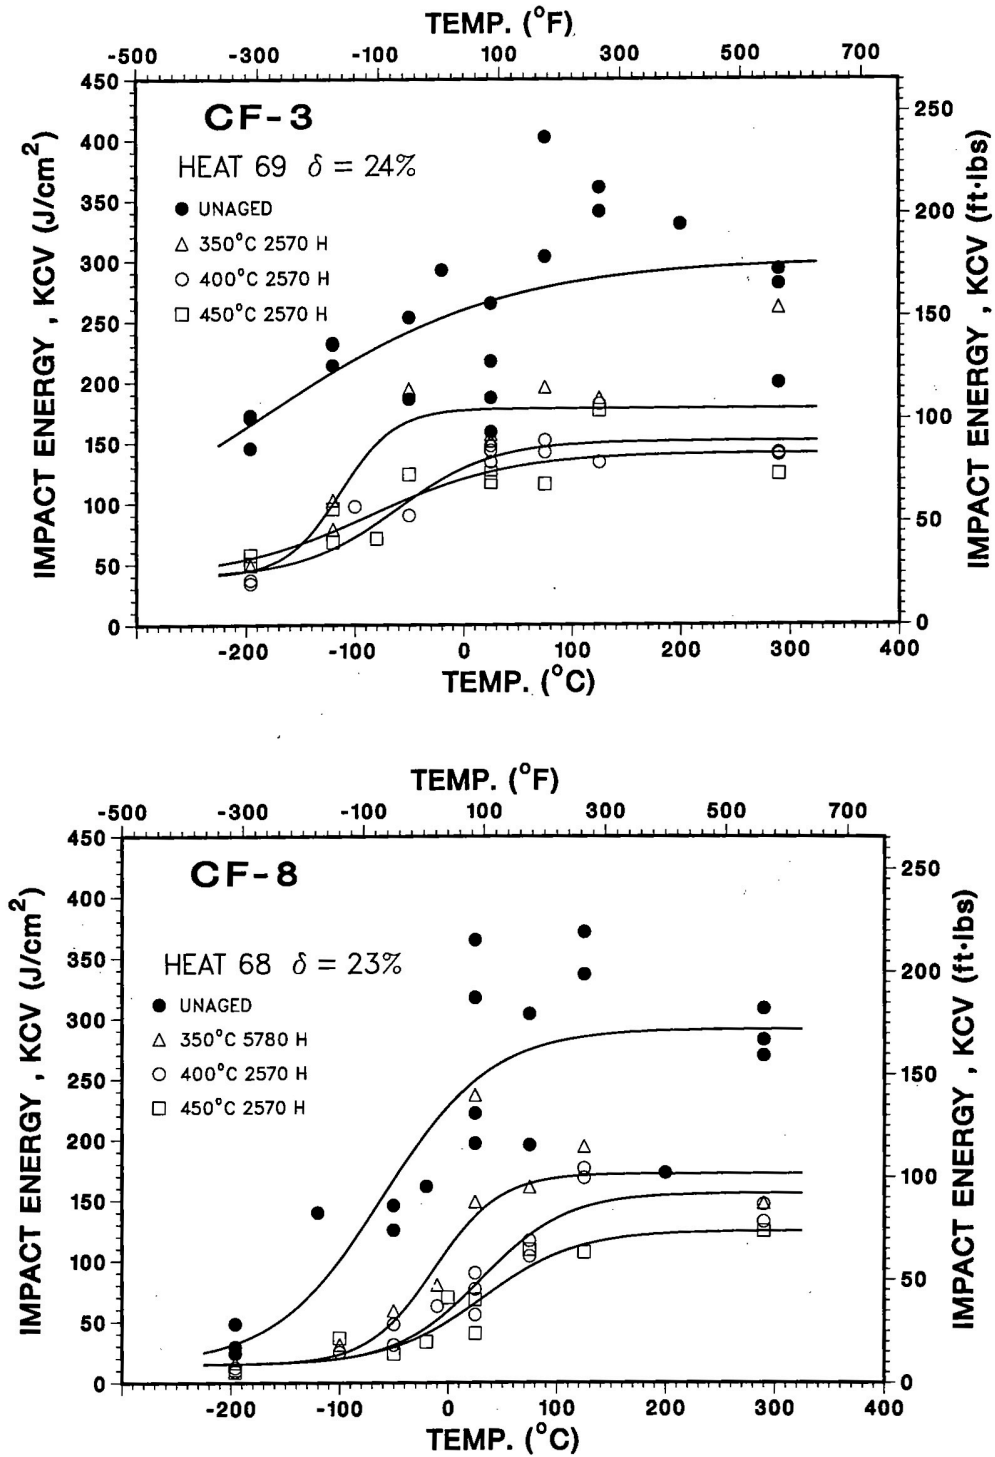 TEMP. (°F)
-500 -300 -100 100 300 500 700
CF-3
HEAT 69 δ = 24%
● UNAGED
△ 350°C 2570 H
○ 400°C 2570 H
□ 450°C 2570 H
IMPACT ENERGY , KCV (J/cm²)
450
400
350
300
250
200
150
100
50
0
250
200
150
100
50
0
IMPACT ENERGY , KCV (ft·lbs)
-200 -100 0 100 200 300 400
TEMP. (°C)
TEMP. (°F)
-500 -300 -100 100 300 500 700
CF-8
HEAT 68 δ = 23%
● UNAGED
△ 350°C 5780 H
○ 400°C 2570 H
□ 450°C 2570 H
IMPACT ENERGY , KCV (J/cm²)
450
400
350
300
250
200
150
100
50
0
250
200
150
100
50
0
IMPACT ENERGY , KCV (ft·lbs)
-200 -100 0 100 200 300 400
TEMP. (°C)